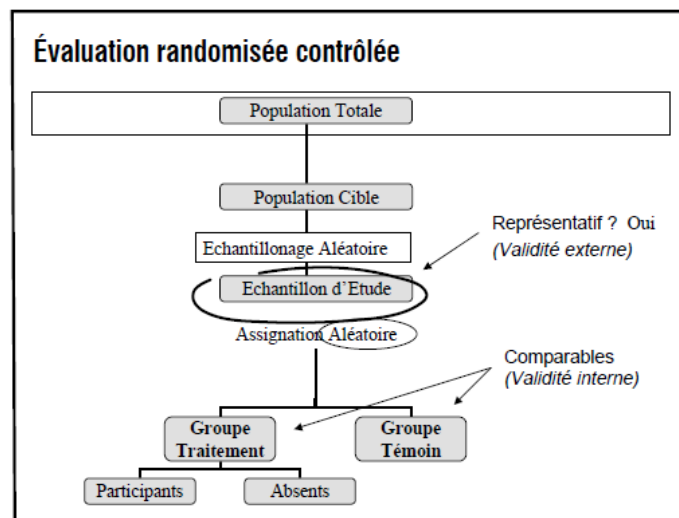 Évaluation randomisée contrôlée
Population Totale
Population Cible
Représentatif ? Oui
(Validité externe)
Echantillonage Aléatoire
Echantillon d'Etude
Assignation Aléatoire
Comparables
(Validité interne)
Groupe
Traitement
Groupe
Témoin
Participants
Absents